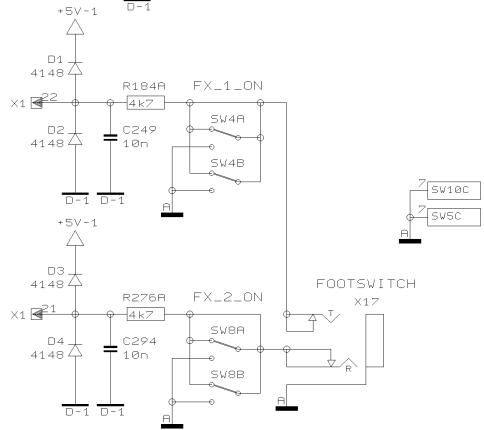 D-1
+5V-1
D1
4148
X1
22
R184A
4k7
FX_1_ON
SW4A
D2
4148
C249
10n
SW4B
A
D-1
D-1
7
SW10C
7
SW5C
A
+5V-1
D3
4148
X1
21
R276A
4k7
FX_2_ON
FOOTSWITCH
X17
T
SW8A
D4
4148
C294
10n
SW8B
R
A
D-1
D-1
A